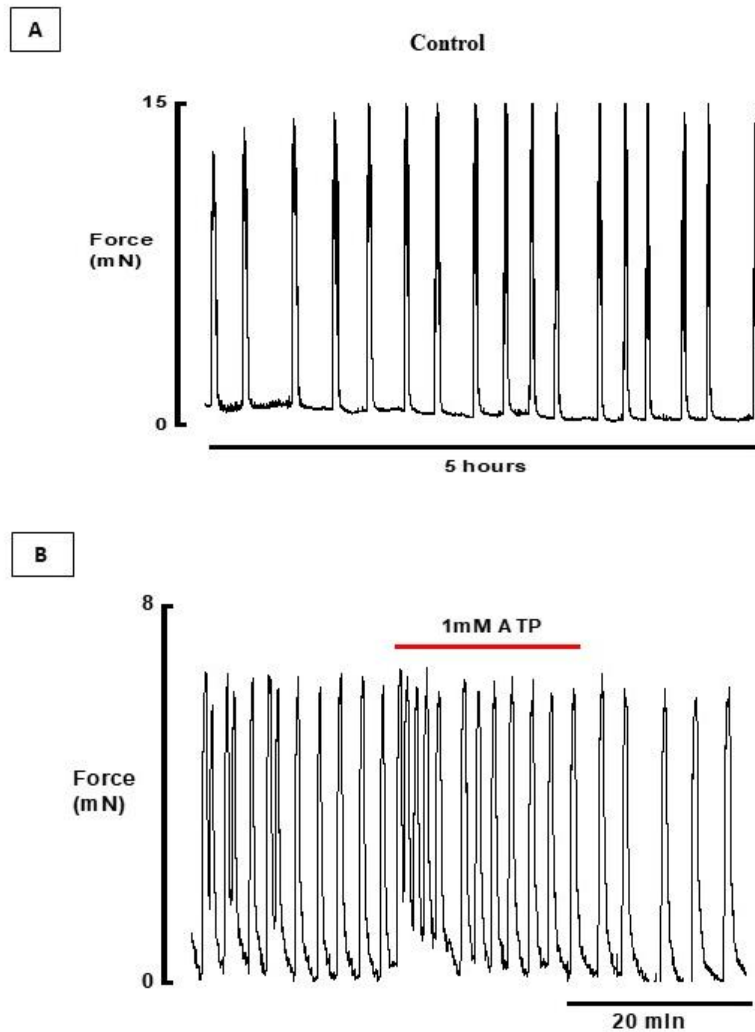 A
Control
15
Force
(mN)
0
5 hours
B
8
1mM ATP
Force
(mN)
0
20 min